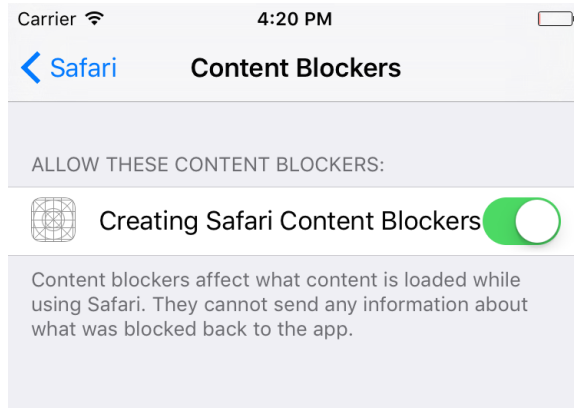 Carrier 4:20 PM
Safari Content Blockers
ALLOW THESE CONTENT BLOCKERS:
Creating Safari Content Blockers
Content blockers affect what content is loaded while
using Safari. They cannot send any information about
what was blocked back to the app.